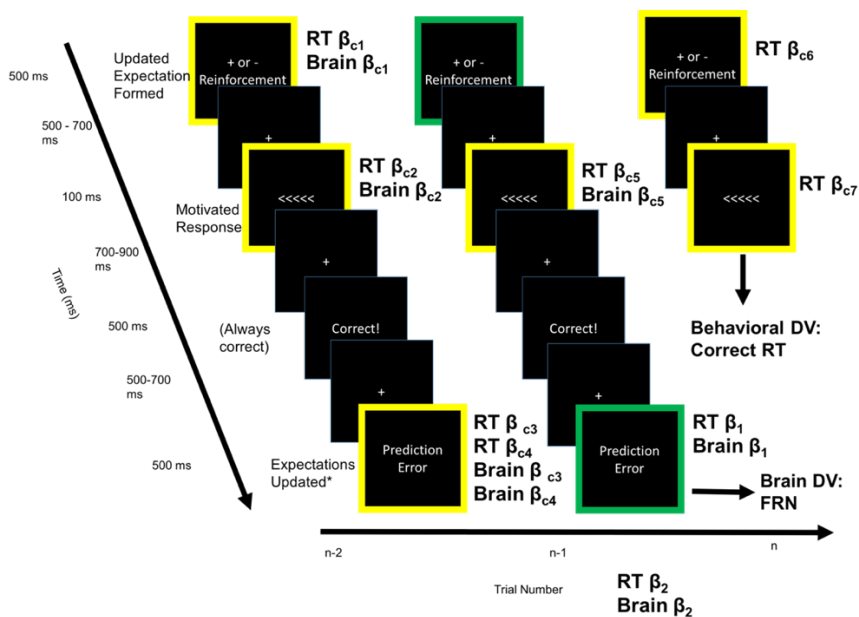 Updated
Expectation
Formed
500 ms
+ or -
Reinforcement
RT βc1
Brain βc1
+ or -
Reinforcement
+ or -
Reinforcement
RT βc6
500 - 700
ms
+
+
+
100 ms
Motivated
Response
<<<<<
RT βc2
Brain βc2
<<<<<
RT βc5
Brain βc5
<<<<<
RT βc7
700-900
ms
+
+
Time (ms)
500 ms
(Always
correct)
Correct!
Correct!
Behavioral DV:
Correct RT
500-700
ms
+
+
500 ms
Expectations
Updated*
Prediction
Error
RT β c3
RT βc4
Brain β c3
Brain βc4
Prediction
Error
RT β1
Brain β1
Brain DV:
FRN
n-2
n-1
n
Trial Number
RT β2
Brain β2